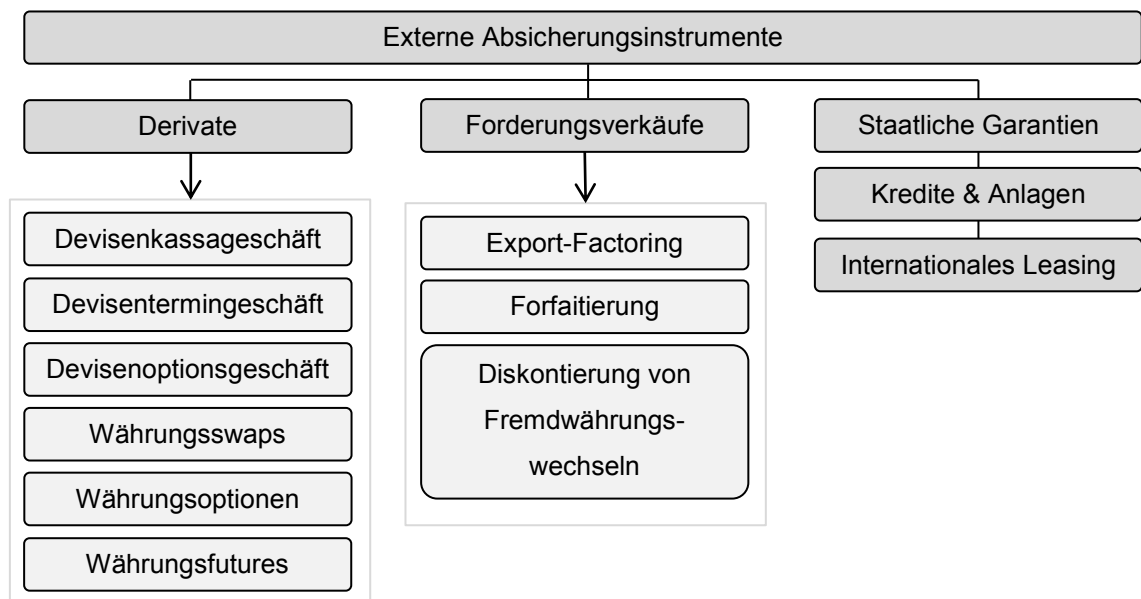 Externe Absicherungsinstrumente
Derivate
Devisenkassageschäft
Devisentermingeschäft
Devisenoptionsgeschäft
Währungsswaps
Währungsoptionen
Währungsfutures
Forderungsverkäufe
Export-Factoring
Forfaitierung
Diskontierung von
Fremdwährungs-
wechseln
Staatliche Garantien
Kredite & Anlagen
Internationales Leasing